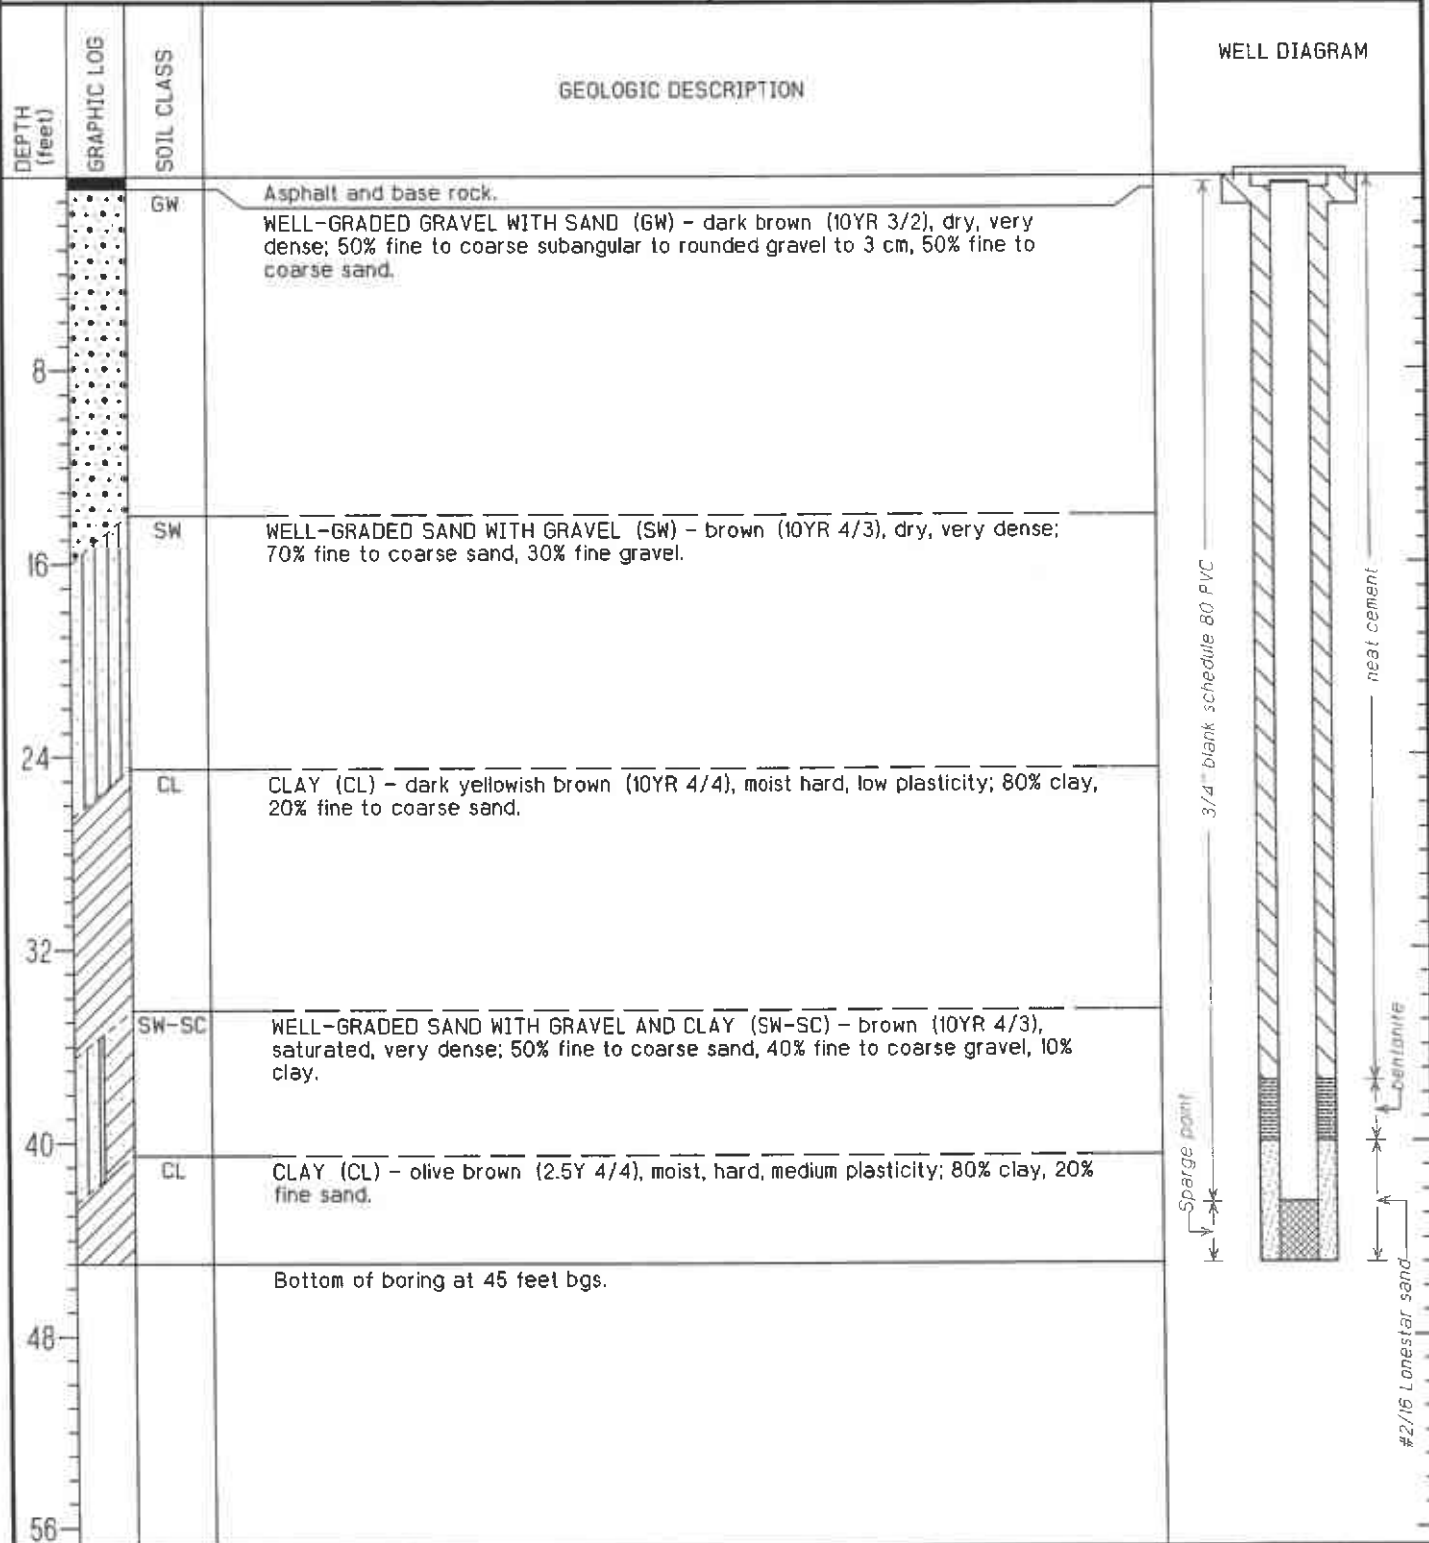 DEPTH
(feet)
GRAPHIC LOG
SOIL CLASS
GEOLOGIC DESCRIPTION
WELL DIAGRAM
Asphalt and base rock.
GW
WELL-GRADED GRAVEL WITH SAND (GW) - dark brown (10YR 3/2), dry, very
dense; 50% fine to coarse subangular to rounded gravel to 3 cm, 50% fine to
coarse sand.
8
SW
WELL-GRADED SAND WITH GRAVEL (SW) - brown (10YR 4/3), dry, very dense;
70% fine to coarse sand, 30% fine gravel.
16
24
CL
CLAY (CL) - dark yellowish brown (10YR 4/4), moist hard, low plasticity; 80% clay,
20% fine to coarse sand.
32
SW-SC
WELL-GRADED SAND WITH GRAVEL AND CLAY (SW-SC) - brown (10YR 4/3),
saturated, very dense; 50% fine to coarse sand, 40% fine to coarse gravel, 10%
clay.
40
CL
CLAY (CL) - olive brown (2.5Y 4/4), moist, hard, medium plasticity; 80% clay, 20%
fine sand.
Bottom of boring at 45 feet bgs.
48
56
3/4" blank schedule 80 PVC
Sparge point
neat cement
bentonite
#2/16 Lonestar sand